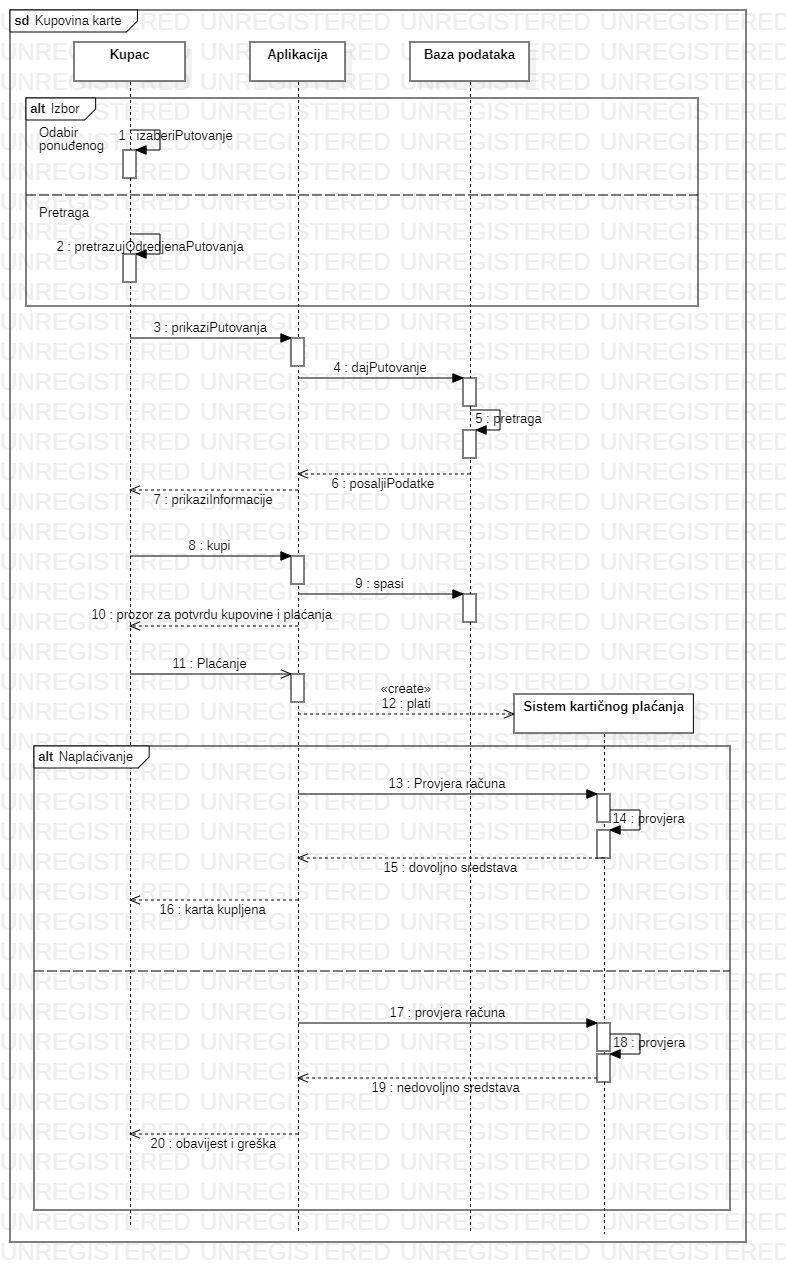 sd Kupovina karte
Kupac
Aplikacija
Baza podataka
alt Izbor
Odabir
ponuđenog
1 : izaberiPutovanje
Pretraga
2 : pretrazujOdredjenaPutovanja
3 : prikaziPutovanja
4 : dajPutovanje
5 : pretraga
6 : posaljiPodatke
7 : prikaziInformacije
8 : kupi
9 : spasi
10 : prozor za potvrdu kupovine i plaćanja
11 : Plaćanje
«create»
12 : plati
Sistem kartičnog plaćanja
alt Naplaćivanje
13 : Provjera računa
14 : provjera
15 : dovoljno sredstava
16 : karta kupljena
17 : provjera računa
18 : provjera
19 : nedovoljno sredstava
20 : obavijest i greška
UNREGISTERED